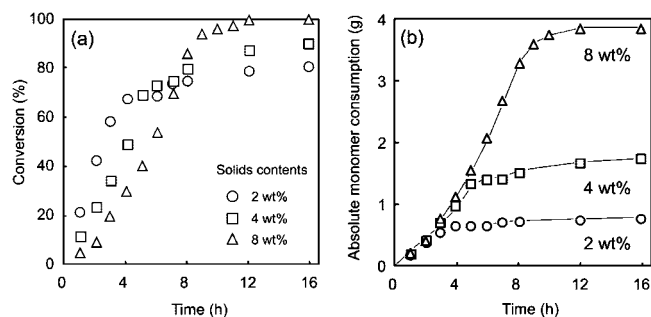 (a)
Conversion (%)
100
80
60
40
20
0
Solids contents
2 wt%
4 wt%
8 wt%
0
4
8
12
16
Time (h)
(b)
Absolute monomer consumption (g)
4
3
2
1
0
8 wt%
4 wt%
2 wt%
0
4
8
12
16
Time (h)